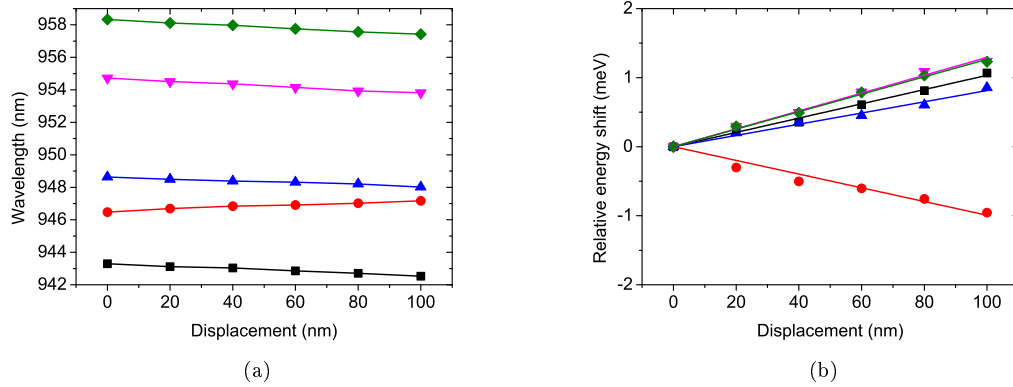 958
956
954
952
950
948
946
944
942
Wavelength (nm)
0 20 40 60 80 100
Displacement (nm)
(a)
2
1
0
-1
-2
Relative energy shift (meV)
0 20 40 60 80 100
Displacement (nm)
(b)